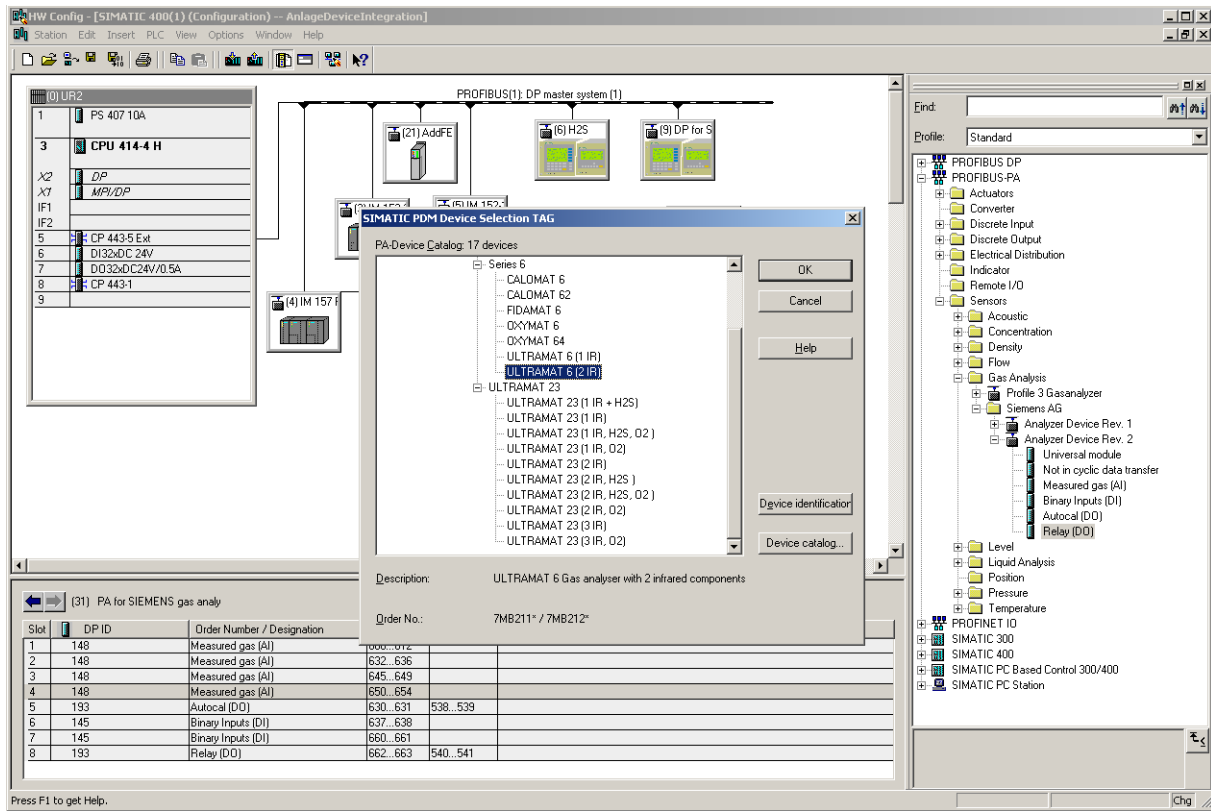 HW Config - [SIMATIC 400(1) (Configuration) -- AnlageDeviceIntegration]
Station Edit Insert PLC View Options Window Help
(0) UR2
1 PS 407 10A
3 CPU 414-4 H
X2 DP
X1 MPI/DP
IF1
IF2
5 CP 443-5 Ext
6 DI32xDC 24V
7 DO32xDC24V/0.5A
8 CP 443-1
9
PROFIBUS(1): DP master system (1)
(21) AddFE
(6) H2S
(9) DP for S
(4) IM 157 F
SIMATIC PDM Device Selection TAG
PA-Device Catalog: 17 devices
Series 6
CALOMAT 6
CALOMAT 62
FIDAMAT 6
OXYMAT 6
OXYMAT 64
ULTRAMAT 6 (1 IR)
ULTRAMAT 6 (2 IR)
ULTRAMAT 23
ULTRAMAT 23 (1 IR + H2S)
ULTRAMAT 23 (1 IR)
ULTRAMAT 23 (1 IR, H2S, O2 )
ULTRAMAT 23 (1 IR, O2)
ULTRAMAT 23 (2 IR)
ULTRAMAT 23 (2 IR, H2S )
ULTRAMAT 23 (2 IR, H2S, O2 )
ULTRAMAT 23 (2 IR, O2)
ULTRAMAT 23 (3 IR)
ULTRAMAT 23 (3 IR, O2)
OK
Cancel
Help
Device identification
Device catalog...
Description: ULTRAMAT 6 Gas analyser with 2 infrared components
Order No.: 7MB211* / 7MB212*
(31) PA for SIEMENS gas analy
Slot DP ID Order Number / Designation
1 148 Measured gas (AI)
2 148 Measured gas (AI) 632...636
3 148 Measured gas (AI) 645...649
4 148 Measured gas (AI) 650...654
5 193 Autocal (DO) 630...631 538...539
6 145 Binary Inputs (DI) 637...638
7 145 Binary Inputs (DI) 660...661
8 193 Relay (DO) 662...663 540...541
Find:
Profile: Standard
PROFIBUS DP
PROFIBUS-PA
Actuators
Converter
Discrete Input
Discrete Output
Electrical Distribution
Indicator
Remote I/O
Sensors
Acoustic
Concentration
Density
Flow
Gas Analysis
Profile 3 Gasanalyzer
Siemens AG
Analyzer Device Rev. 1
Analyzer Device Rev. 2
Universal module
Not in cyclic data transfer
Measured gas (AI)
Binary Inputs (DI)
Autocal (DO)
Relay (DO)
Level
Liquid Analysis
Position
Pressure
Temperature
PROFINET IO
SIMATIC 300
SIMATIC 400
SIMATIC PC Based Control 300/400
SIMATIC PC Station
Press F1 to get Help.
Chg